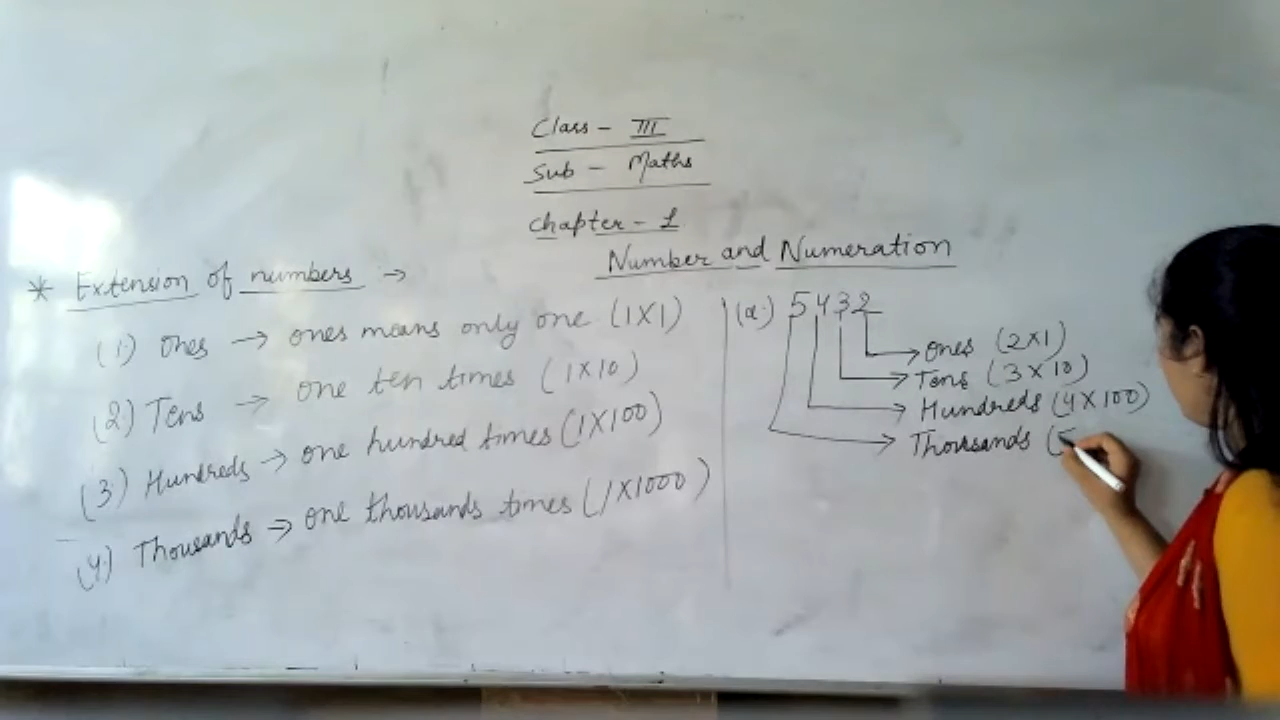 Class - III
Sub - Maths
Chapter - 1
Number and Numeration
* Extension of numbers →
(1) Ones → ones means only one (1X1)
(2) Tens → one ten times (1X10)
(3) Hundreds → one hundred times (1X100)
(4) Thousands → one thousands times (1X1000)
(a.) 5432
→ Ones (2X1)
→ Tens (3X10)
→ Hundreds (4X100)
→ Thousands (5